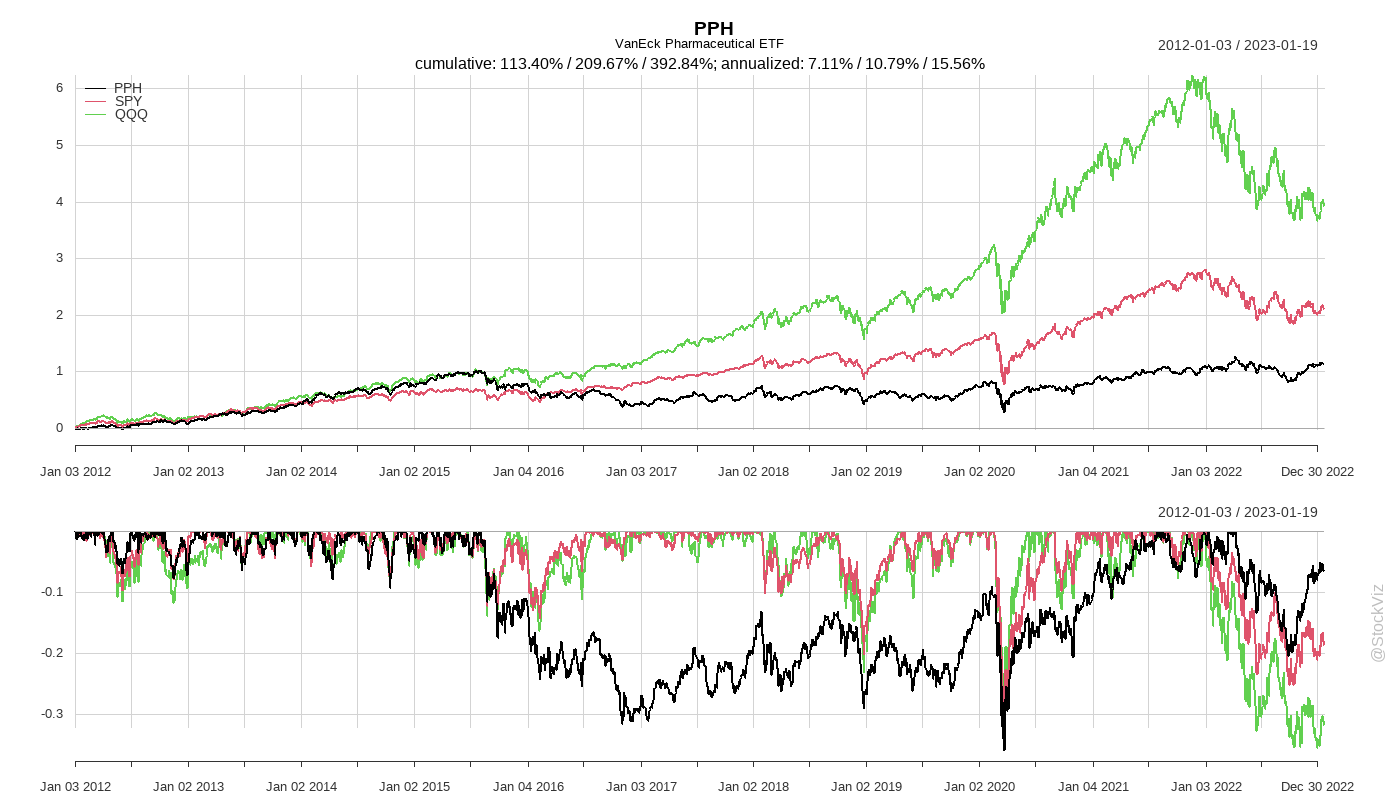 PPH
VanEck Pharmaceutical ETF
2012-01-03 / 2023-01-19
cumulative: 113.40% / 209.67% / 392.84%; annualized: 7.11% / 10.79% / 15.56%
PPH
SPY
QQQ
6
5
4
3
2
1
0
Jan 03 2012 Jan 02 2013 Jan 02 2014 Jan 02 2015 Jan 04 2016 Jan 03 2017 Jan 02 2018 Jan 02 2019 Jan 02 2020 Jan 04 2021 Jan 03 2022 Dec 30 2022
2012-01-03 / 2023-01-19
-0.1
-0.2
-0.3
Jan 03 2012 Jan 02 2013 Jan 02 2014 Jan 02 2015 Jan 04 2016 Jan 03 2017 Jan 02 2018 Jan 02 2019 Jan 02 2020 Jan 04 2021 Jan 03 2022 Dec 30 2022
@StockViz